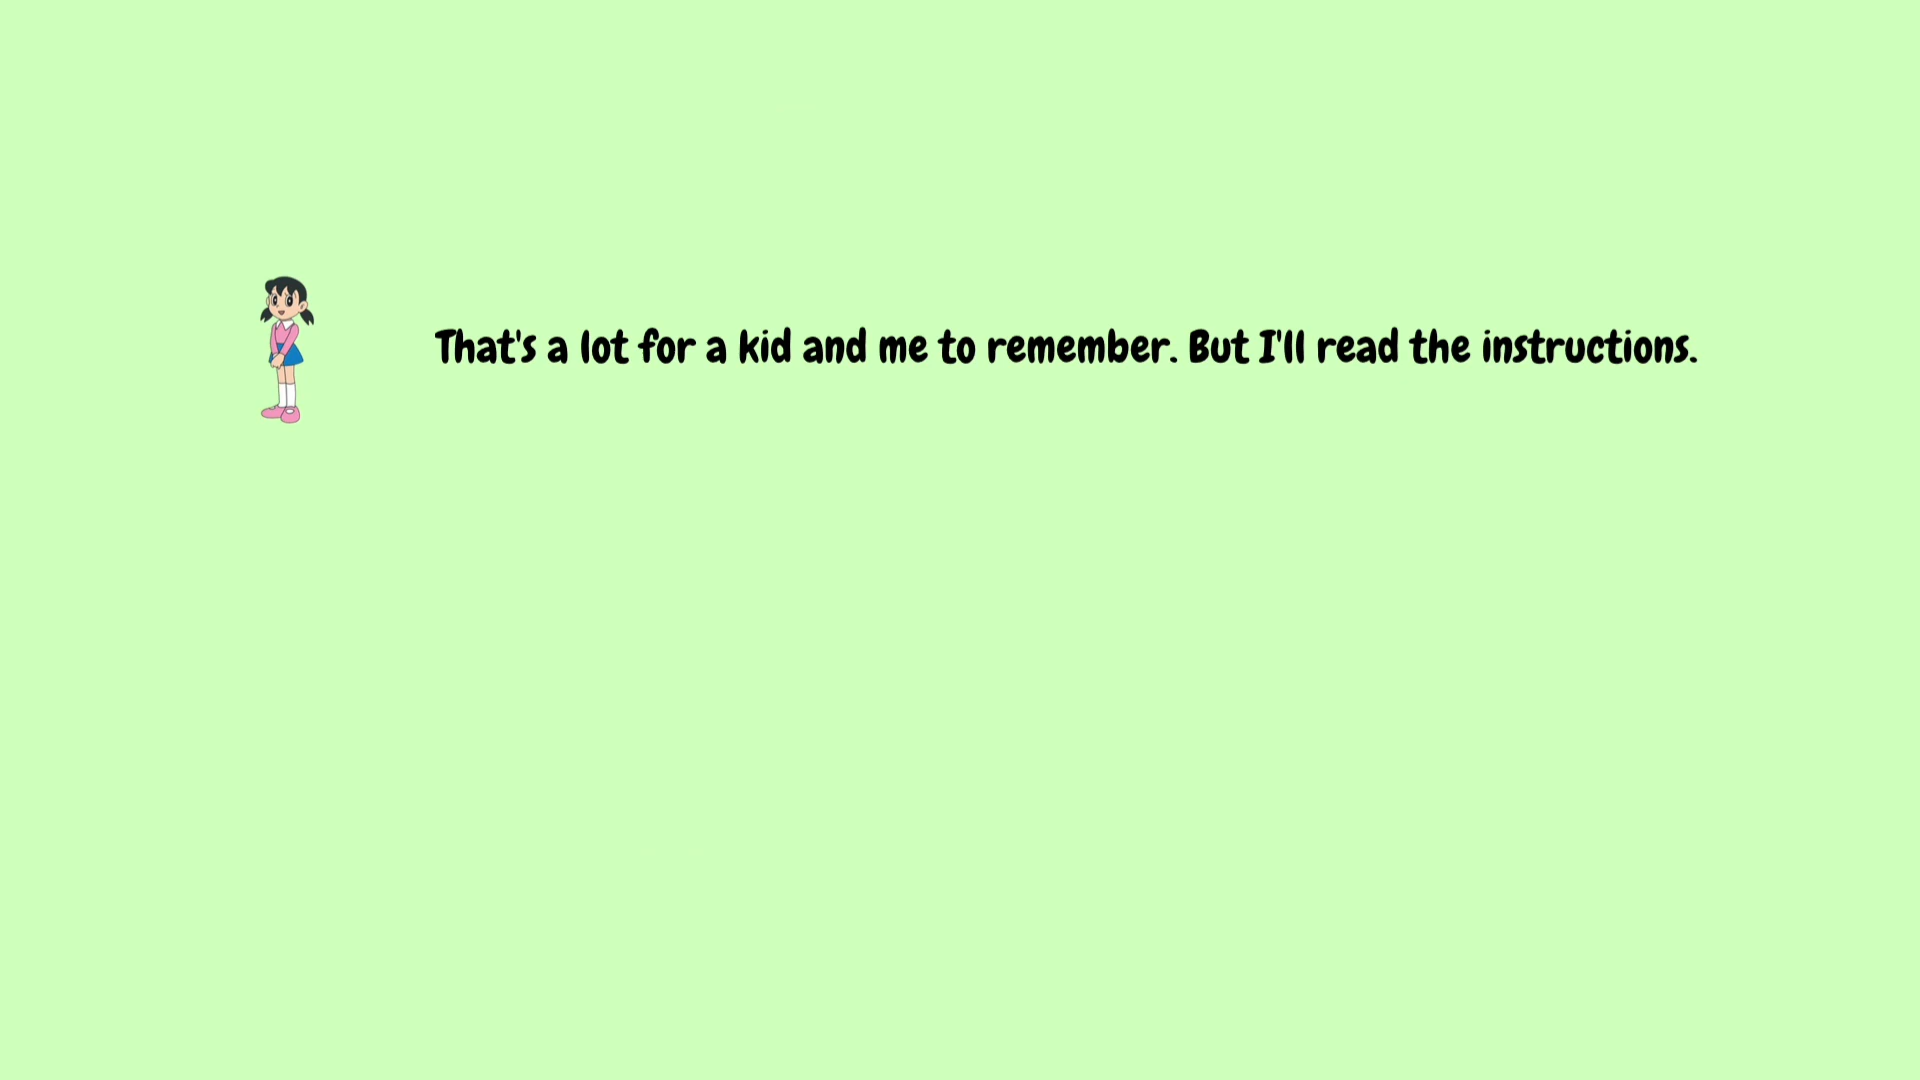 That's a lot for a kid and me to remember. But I'll read the instructions.